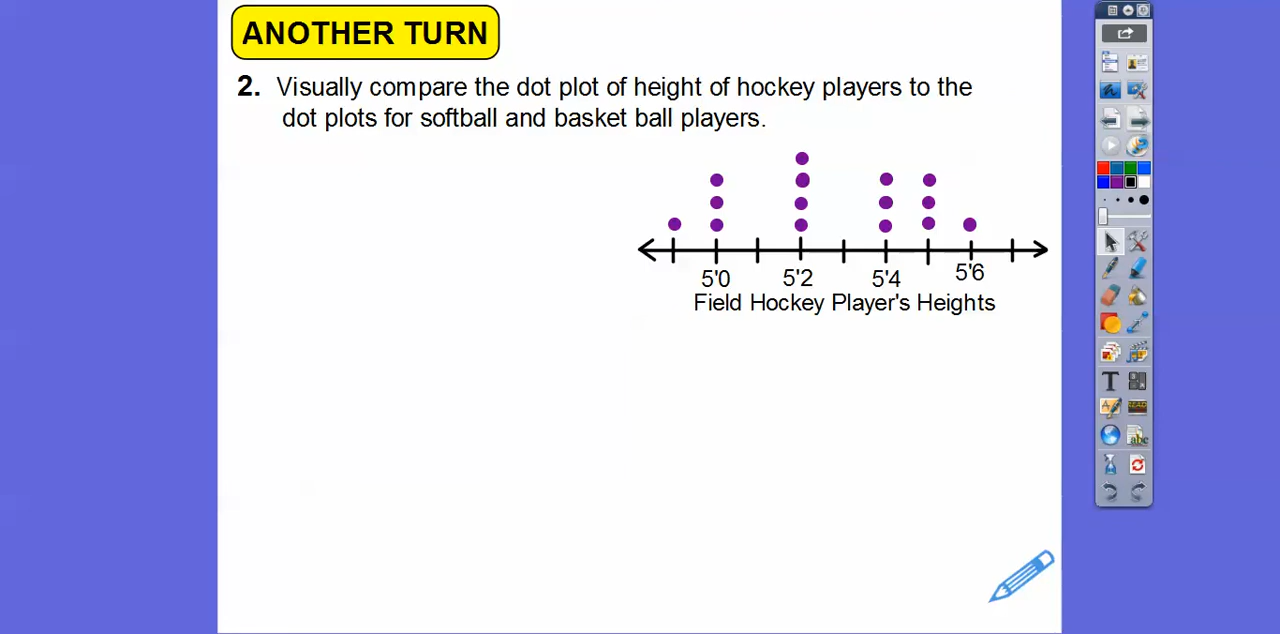 ANOTHER TURN
2. Visually compare the dot plot of height of hockey players to the
dot plots for softball and basket ball players.
5'0 5'2 5'4 5'6
Field Hockey Player's Heights